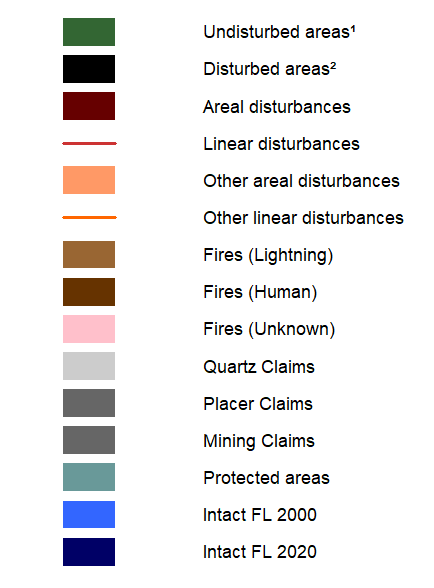 Undisturbed areas¹
Disturbed areas²
Areal disturbances
Linear disturbances
Other areal disturbances
Other linear disturbances
Fires (Lightning)
Fires (Human)
Fires (Unknown)
Quartz Claims
Placer Claims
Mining Claims
Protected areas
Intact FL 2000
Intact FL 2020